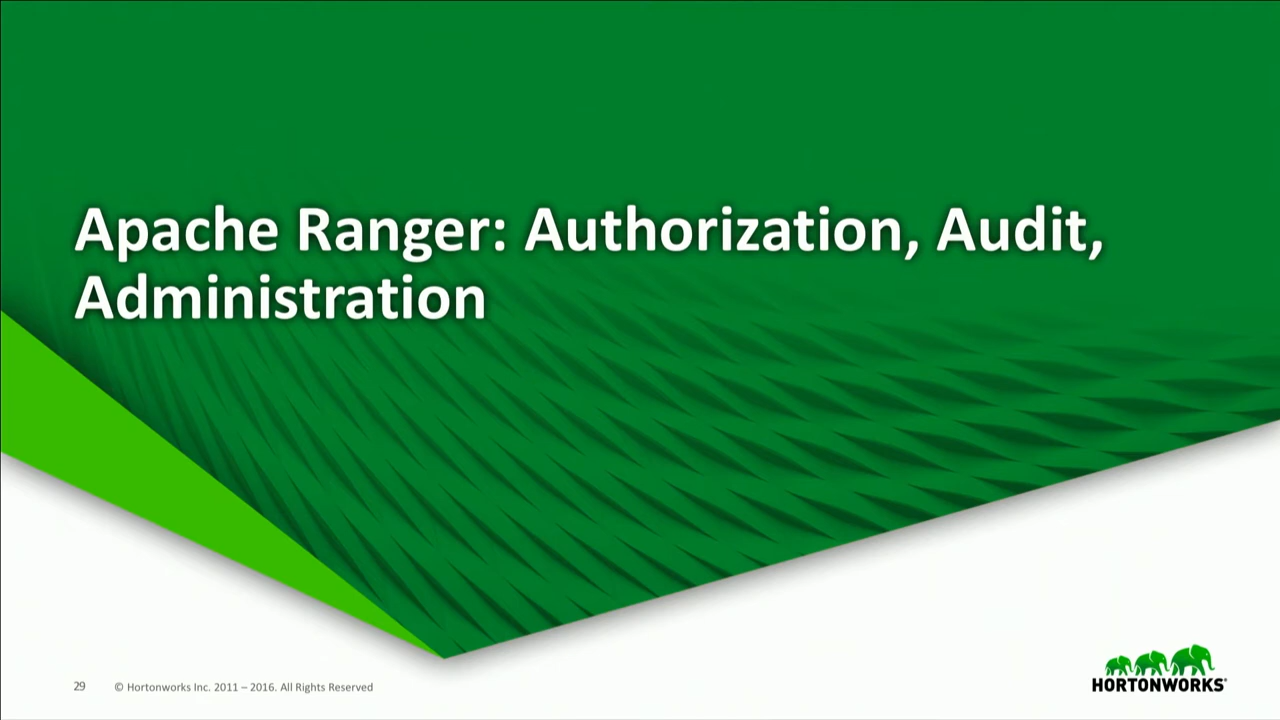 Apache Ranger: Authorization, Audit,
Administration
29 © Hortonworks Inc. 2011 – 2016. All Rights Reserved
HORTONWORKS®